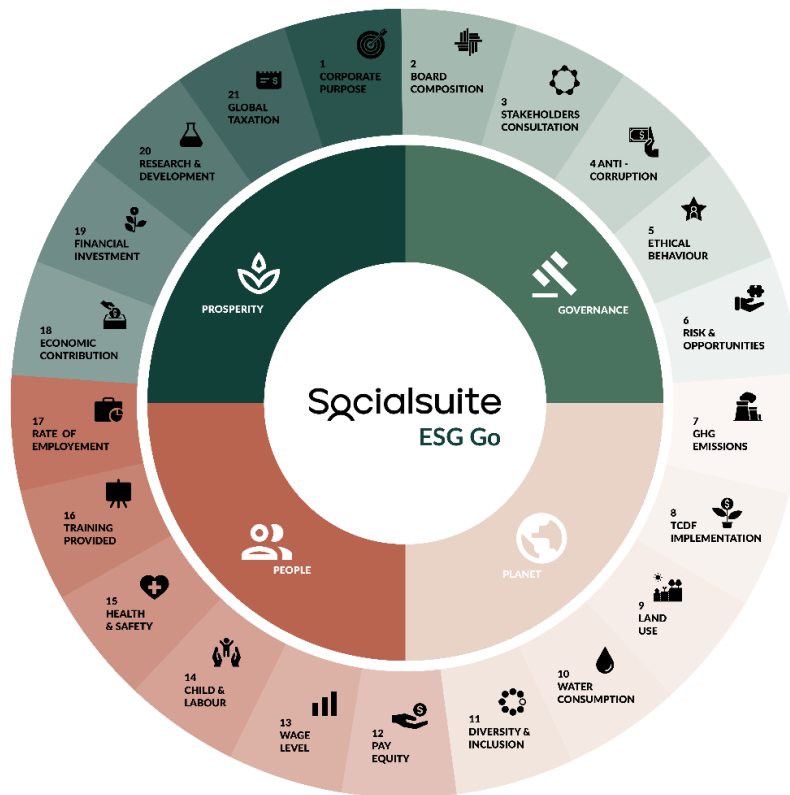 1
CORPORATE
PURPOSE
2
BOARD
COMPOSITION
3
STAKEHOLDERS
CONSULTATION
4 ANTI -
CORRUPTION
5
ETHICAL
BEHAVIOUR
6
RISK &
OPPORTUNITIES
7
GHG
EMISSIONS
8
TCDF
IMPLEMENTATION
9
LAND
USE
10
WATER
CONSUMPTION
11
DIVERSITY &
INCLUSION
12
PAY
EQUITY
13
WAGE
LEVEL
14
CHILD &
LABOUR
15
HEALTH
& SAFETY
16
TRAINING
PROVIDED
17
RATE OF
EMPLOYEMENT
18
ECONOMIC
CONTRIBUTION
19
FINANCIAL
INVESTMENT
20
RESEARCH &
DEVELOPMENT
21
GLOBAL
TAXATION
PROSPERITY
GOVERNANCE
PEOPLE
PLANET
Socialsuite
ESG Go